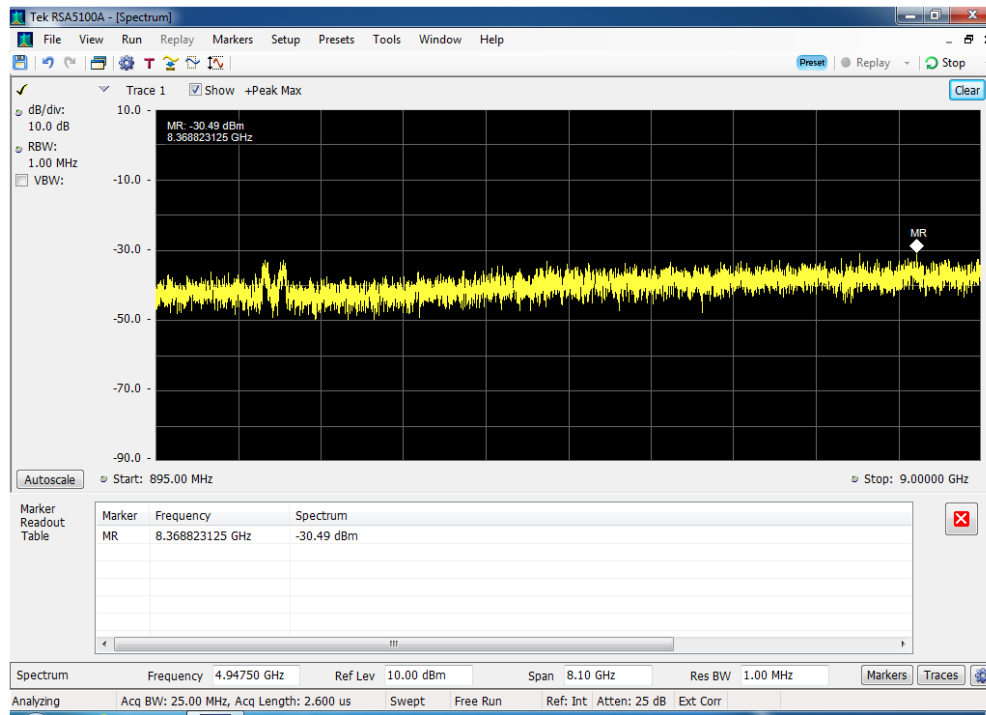 Tek RSA5100A - [Spectrum]
File View Run Replay Markers Setup Presets Tools Window Help
T Preset Replay Stop
Trace 1 Show +Peak Max Clear
dB/div:
10.0 dB
RBW:
1.00 MHz
VBW:
10.0
-10.0
-30.0
-50.0
-70.0
-90.0
MR: -30.49 dBm
8.368823125 GHz
MR
Autoscale Start: 895.00 MHz Stop: 9.00000 GHz
Marker
Readout
Table
Marker Frequency Spectrum
MR 8.368823125 GHz -30.49 dBm
Spectrum Frequency 4.94750 GHz Ref Lev 10.00 dBm Span 8.10 GHz Res BW 1.00 MHz Markers Traces
Analyzing Acq BW: 25.00 MHz, Acq Length: 2.600 us Swept Free Run Ref: Int Atten: 25 dB Ext Corr